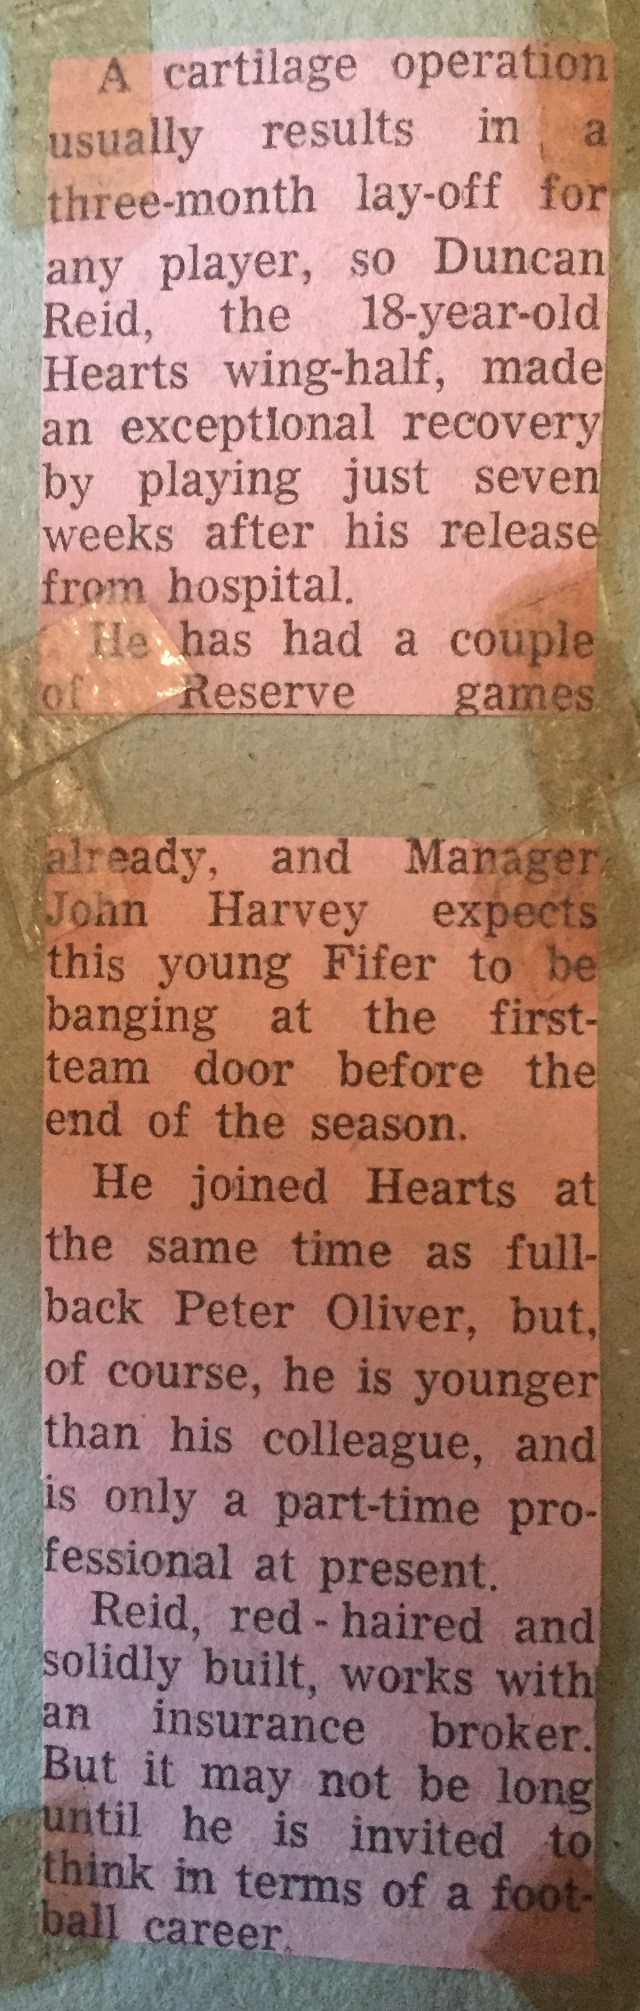 A cartilage operation
usually results in a
three-month lay-off for
any player, so Duncan
Reid, the 18-year-old
Hearts wing-half, made
an exceptional recovery
by playing just seven
weeks after his release
from hospital.
He has had a couple
of Reserve games
already, and Manager
John Harvey expects
this young Fifer to be
banging at the first-
team door before the
end of the season.
He joined Hearts at
the same time as full-
back Peter Oliver, but,
of course, he is younger
than his colleague, and
is only a part-time pro-
fessional at present.
Reid, red - haired and
solidly built, works with
an insurance broker.
But it may not be long
until he is invited to
think in terms of a foot-
ball career.